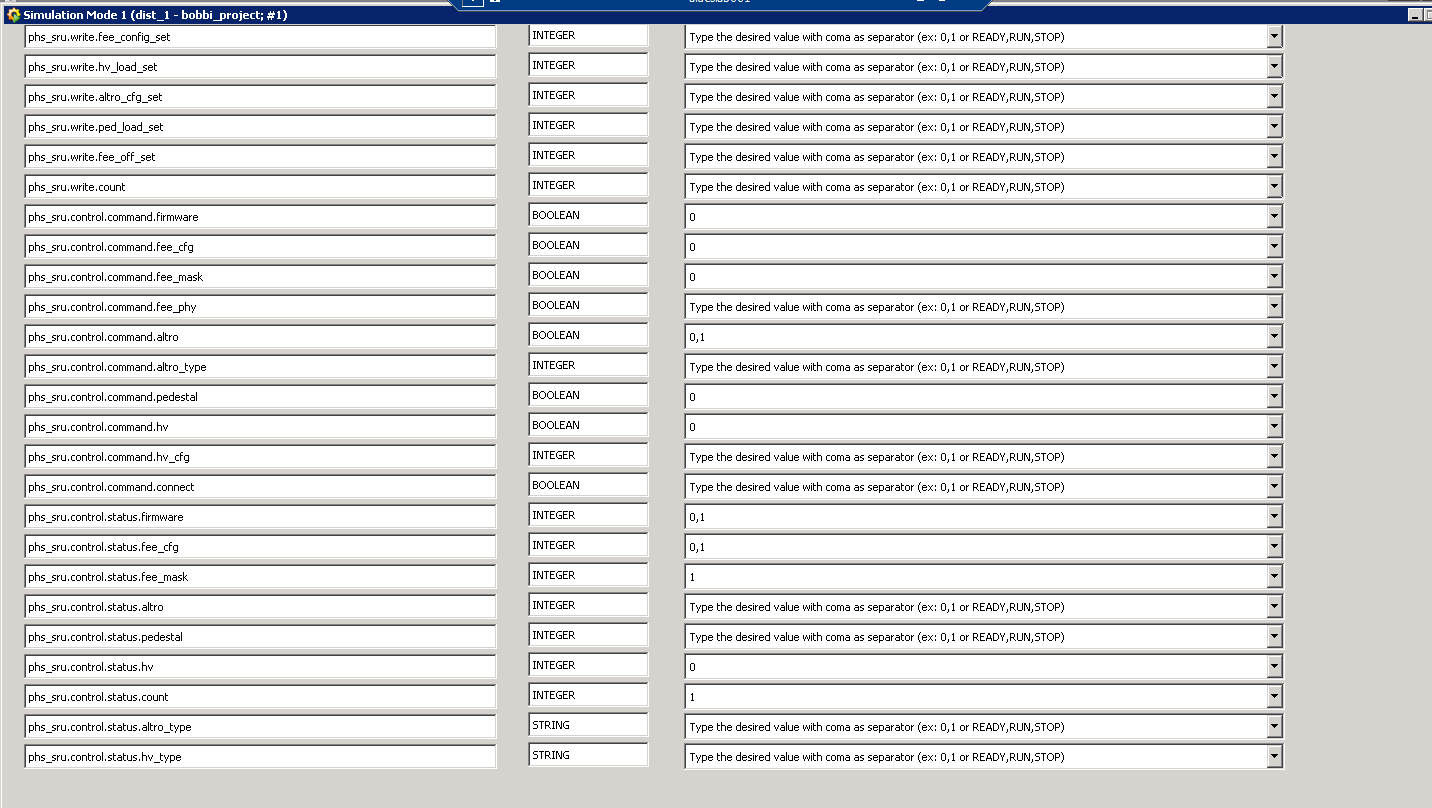 Simulation Mode 1 (dist_1 - bobbi_project; #1)
phs_sru.write.fee_config_set INTEGER Type the desired value with coma as separator (ex: 0,1 or READY,RUN,STOP)
phs_sru.write.hv_load_set INTEGER Type the desired value with coma as separator (ex: 0,1 or READY,RUN,STOP)
phs_sru.write.altro_cfg_set INTEGER Type the desired value with coma as separator (ex: 0,1 or READY,RUN,STOP)
phs_sru.write.ped_load_set INTEGER Type the desired value with coma as separator (ex: 0,1 or READY,RUN,STOP)
phs_sru.write.fee_off_set INTEGER Type the desired value with coma as separator (ex: 0,1 or READY,RUN,STOP)
phs_sru.write.count INTEGER Type the desired value with coma as separator (ex: 0,1 or READY,RUN,STOP)
phs_sru.control.command.firmware BOOLEAN 0
phs_sru.control.command.fee_cfg BOOLEAN 0
phs_sru.control.command.fee_mask BOOLEAN 0
phs_sru.control.command.fee_phy BOOLEAN Type the desired value with coma as separator (ex: 0,1 or READY,RUN,STOP)
phs_sru.control.command.altro BOOLEAN 0,1
phs_sru.control.command.altro_type INTEGER Type the desired value with coma as separator (ex: 0,1 or READY,RUN,STOP)
phs_sru.control.command.pedestal BOOLEAN 0
phs_sru.control.command.hv BOOLEAN 0
phs_sru.control.command.hv_cfg INTEGER Type the desired value with coma as separator (ex: 0,1 or READY,RUN,STOP)
phs_sru.control.command.connect BOOLEAN Type the desired value with coma as separator (ex: 0,1 or READY,RUN,STOP)
phs_sru.control.status.firmware INTEGER 0,1
phs_sru.control.status.fee_cfg INTEGER 0,1
phs_sru.control.status.fee_mask INTEGER 1
phs_sru.control.status.altro INTEGER Type the desired value with coma as separator (ex: 0,1 or READY,RUN,STOP)
phs_sru.control.status.pedestal INTEGER Type the desired value with coma as separator (ex: 0,1 or READY,RUN,STOP)
phs_sru.control.status.hv INTEGER 0
phs_sru.control.status.count INTEGER 1
phs_sru.control.status.altro_type STRING Type the desired value with coma as separator (ex: 0,1 or READY,RUN,STOP)
phs_sru.control.status.hv_type STRING Type the desired value with coma as separator (ex: 0,1 or READY,RUN,STOP)